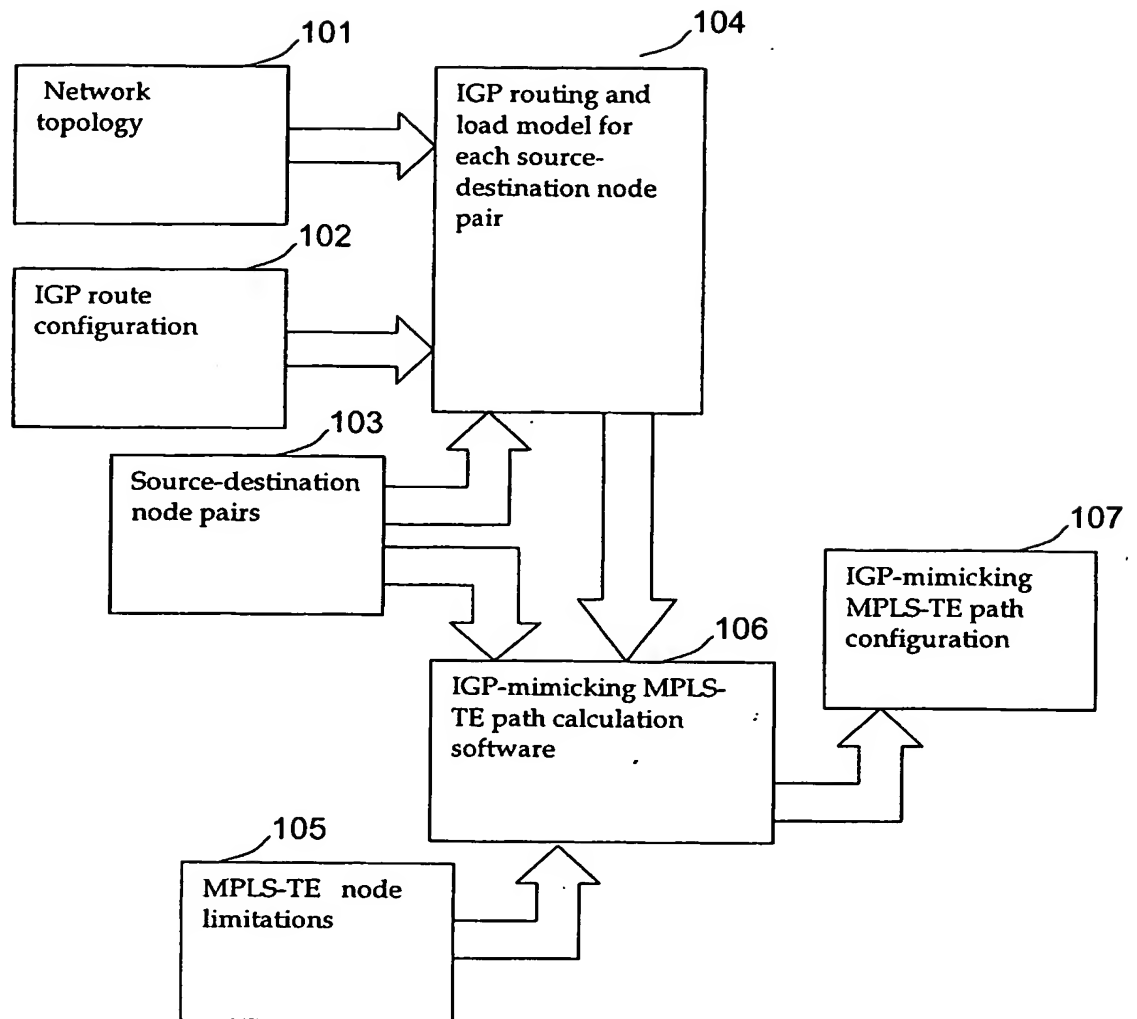 101
Network
topology
104
IGP routing and
load model for
each source-
destination node
pair
102
IGP route
configuration
103
Source-destination
node pairs
107
IGP-mimicking
MPLS-TE path
configuration
106
IGP-mimicking MPLS-
TE path calculation
software
105
MPLS-TE node
limitations